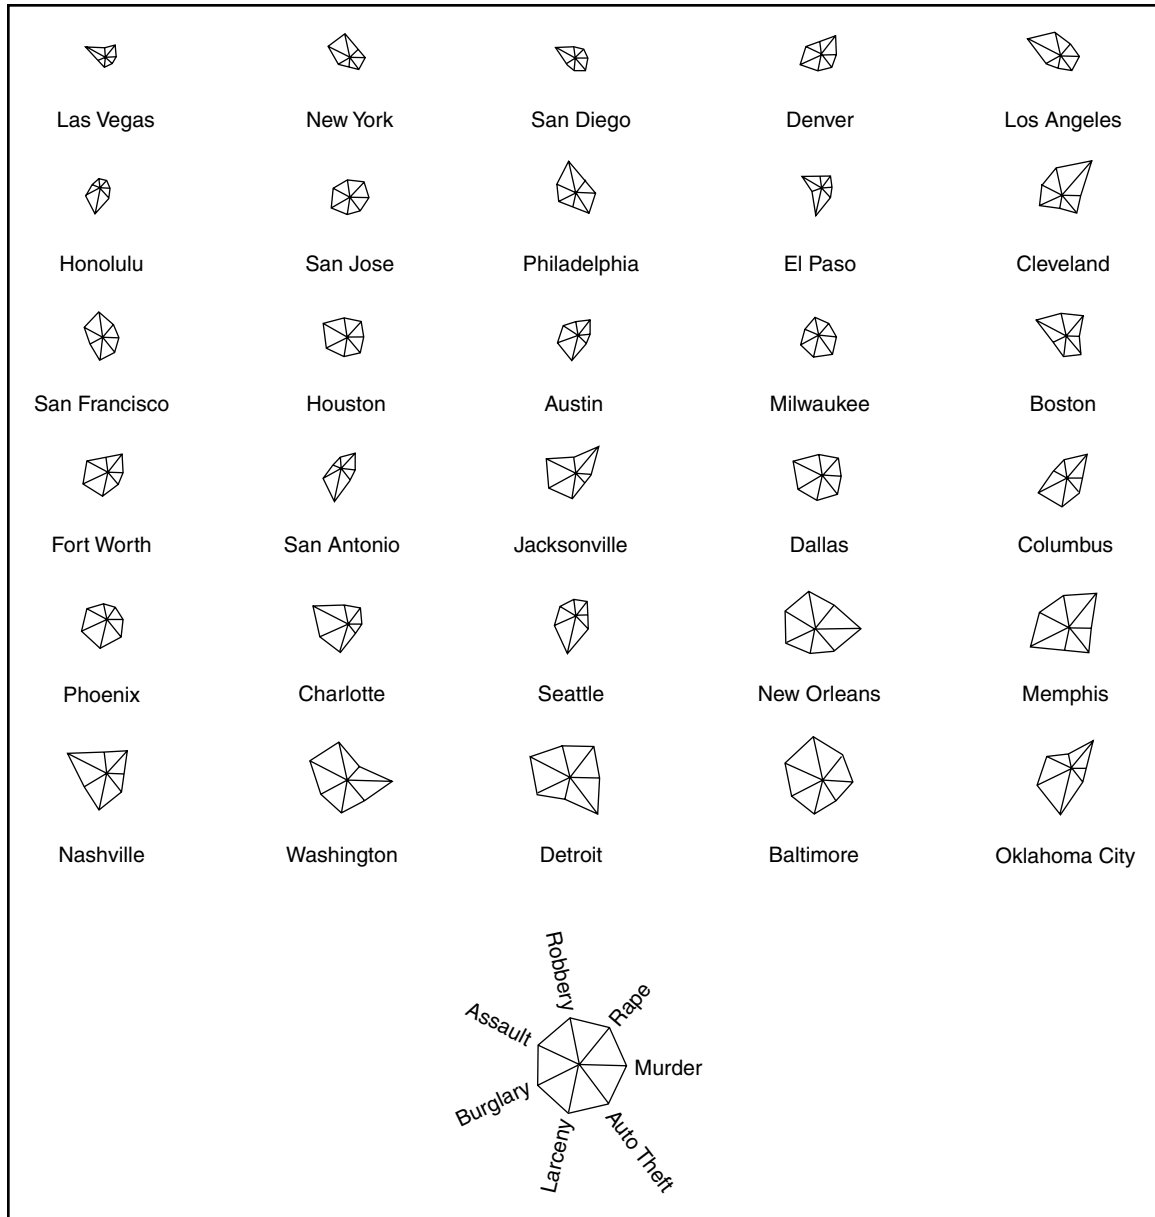 Las Vegas
New York
San Diego
Denver
Los Angeles
Honolulu
San Jose
Philadelphia
El Paso
Cleveland
San Francisco
Houston
Austin
Milwaukee
Boston
Fort Worth
San Antonio
Jacksonville
Dallas
Columbus
Phoenix
Charlotte
Seattle
New Orleans
Memphis
Nashville
Washington
Detroit
Baltimore
Oklahoma City
Robbery
Rape
Assault
Murder
Burglary
Larceny
Auto Theft